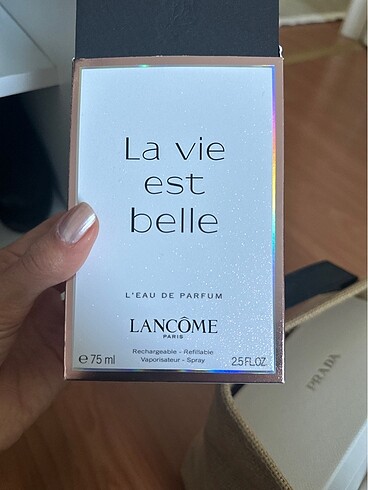 La vie
est
belle
L'EAU DE PARFUM
LANCÔME
PARIS
Rechargeable - Refillable
Vaporisateur - Spray
℮ 75 ml
2.5 FL.OZ.
PRADA